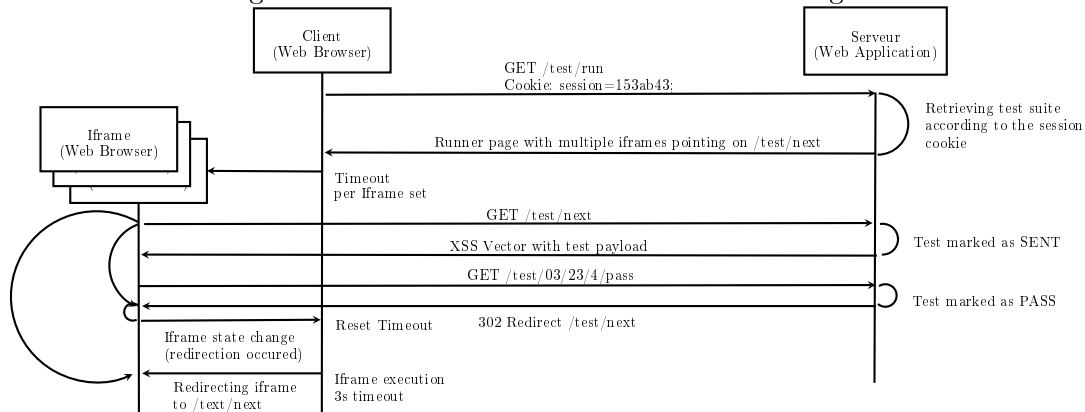 Client
(Web Browser)
Serveur
(Web Application)
GET /test/run
Cookie: session=153ab43;
Retrieving test suite
according to the session
cookie
Iframe
(Web Browser)
Runner page with multiple iframes pointing on /test/next
Timeout
per Iframe set
GET /test/next
XSS Vector with test payload
Test marked as SENT
GET /test/03/23/4/pass
Test marked as PASS
Reset Timeout
302 Redirect /test/next
Iframe state change
(redirection occured)
Iframe execution
3s timeout
Redirecting iframe
to /text/next